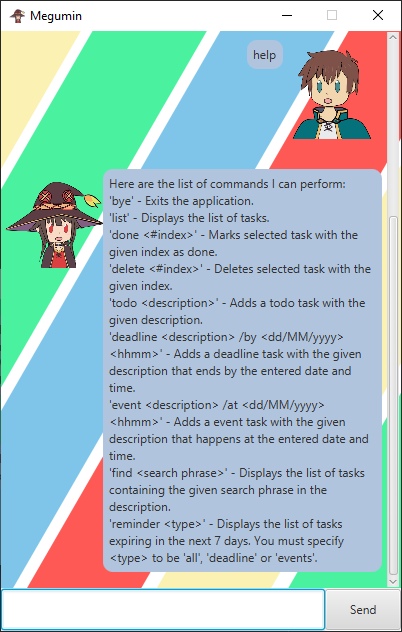 Megumin
help
Here are the list of commands I can perform:
'bye' - Exits the application.
'list' - Displays the list of tasks.
'done <#index>' - Marks selected task with the
given index as done.
'delete <#index>' - Deletes selected task with the
given index.
'todo <description>' - Adds a todo task with the
given description.
'deadline <description> /by <dd/MM/yyyy>
<hhmm>' - Adds a deadline task with the given
description that ends by the entered date and
time.
'event <description> /at <dd/MM/yyyy>
<hhmm>' - Adds a event task with the given
description that happens at the entered date and
time.
'find <search phrase>' - Displays the list of tasks
containing the given search phrase in the
description.
'reminder <type>' - Displays the list of tasks
expiring in the next 7 days. You must specify
<type> to be 'all', 'deadline' or 'events'.
Send